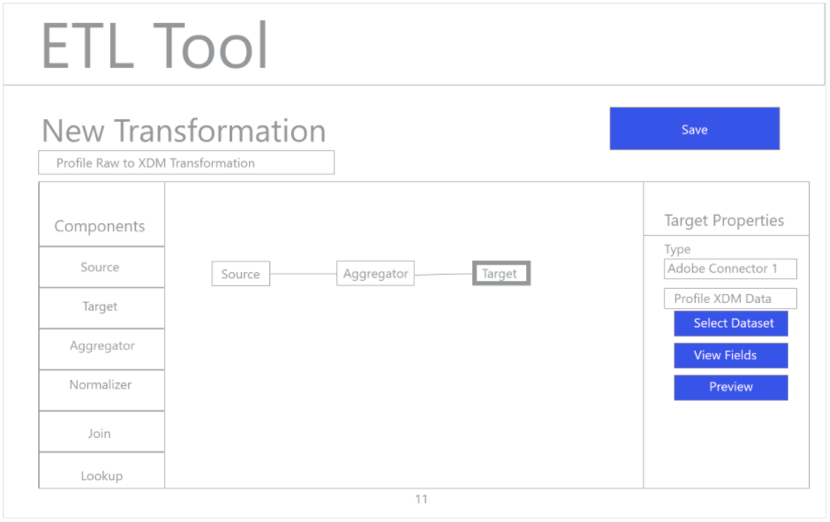 ETL Tool
New Transformation
Save
Profile Raw to XDM Transformation
Components
Source
Target
Aggregator
Normalizer
Join
Lookup
Source
Aggregator
Target
Target Properties
Type
Adobe Connector 1
Profile XDM Data
Select Dataset
View Fields
Preview
11